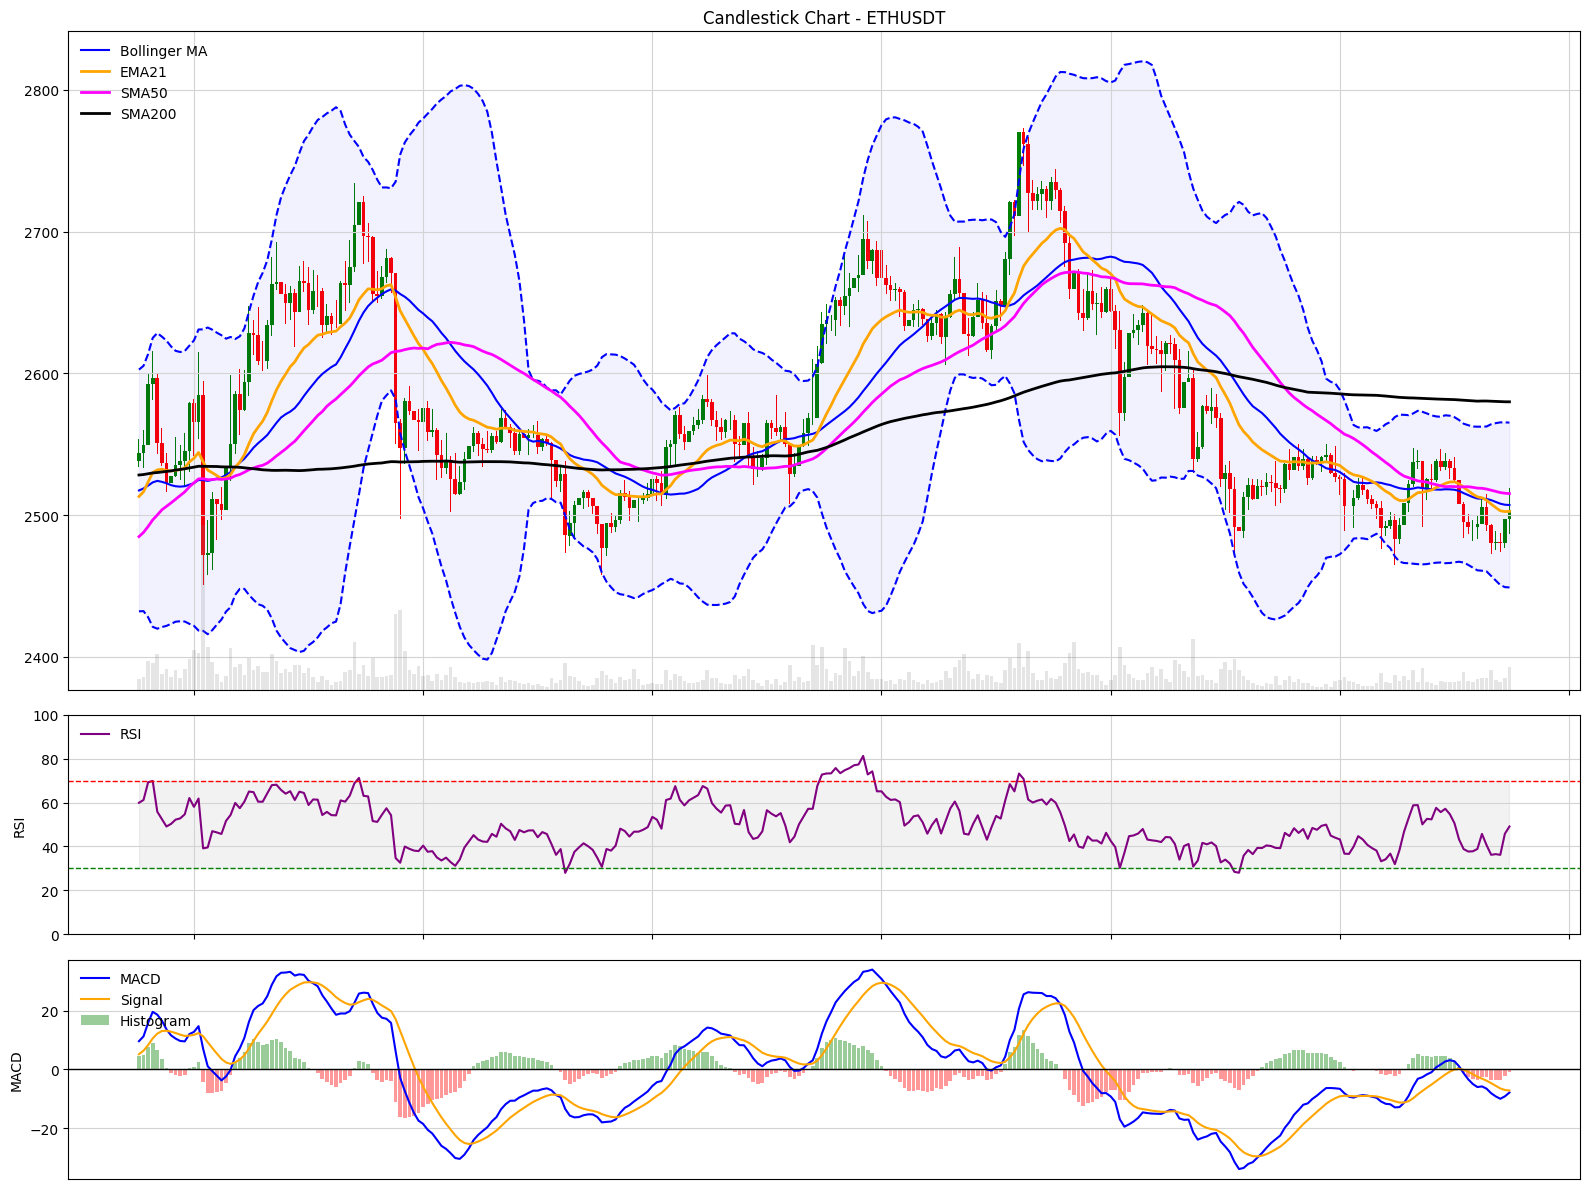 Candlestick Chart - ETHUSDT
Bollinger MA
EMA21
SMA50
SMA200
2800
2700
2600
2500
2400
RSI
100
80
60
40
20
0
RSI
MACD
Signal
Histogram
20
0
−20
MACD